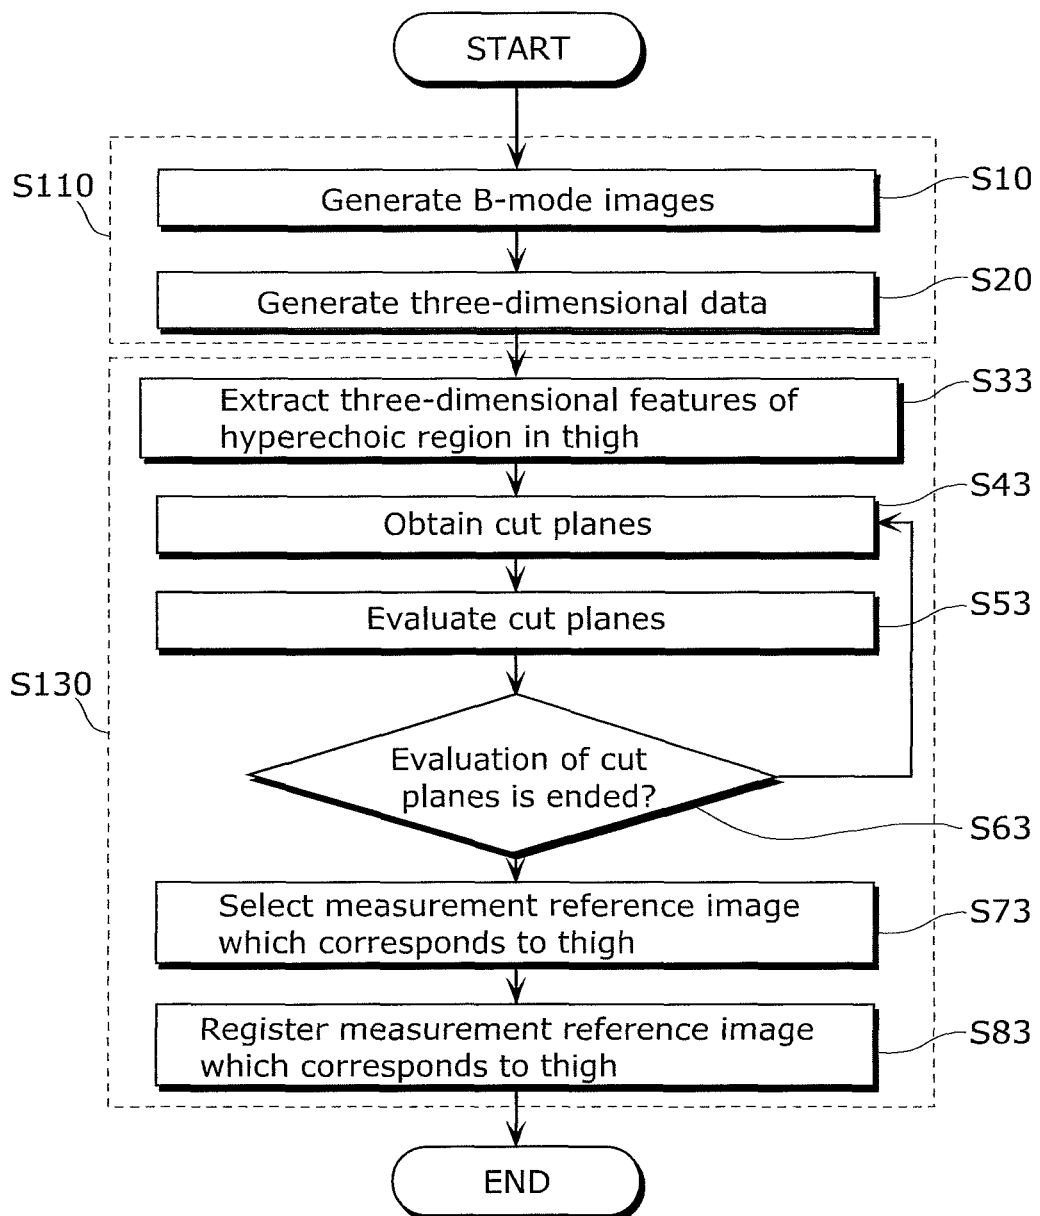 START
S110
S10
Generate B-mode images
S20
Generate three-dimensional data
S33
Extract three-dimensional features of
hyperechoic region in thigh
S43
Obtain cut planes
S53
Evaluate cut planes
S130
Evaluation of cut
planes is ended?
S63
Select measurement reference image
which corresponds to thigh
S73
Register measurement reference image
which corresponds to thigh
S83
END